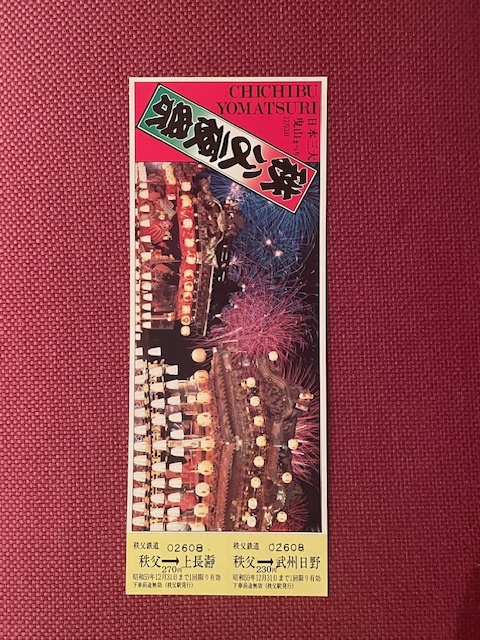 CHICHIBU
YOMATSURI
日本三大
曳山まつり
12月3日
秩父夜祭
秩父鉄道 02608
秩父→上長瀞
270円
昭和59年12月31日まで1回限り有効
下車前途無効 (秩父駅発行)
秩父鉄道 02608
秩父→武州日野
230円
昭和59年12月31日まで1回限り有効
下車前途無効 (秩父駅発行)